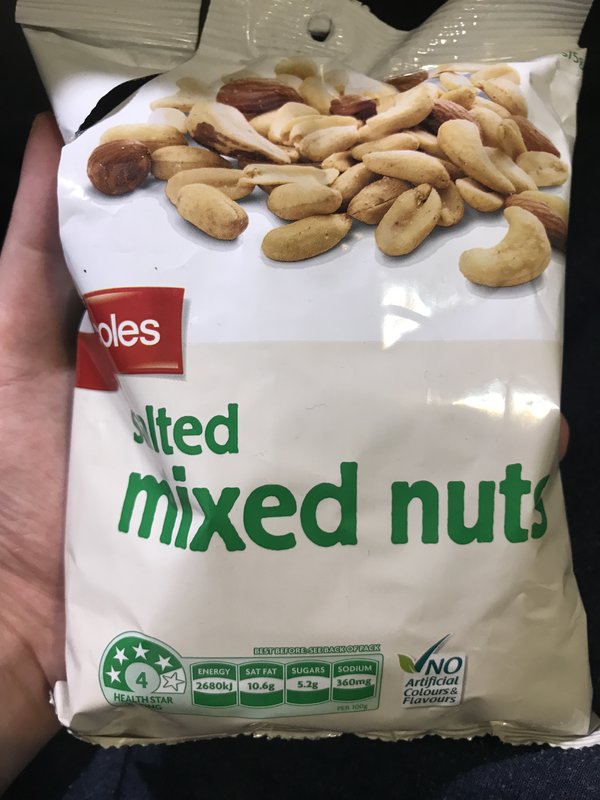 oles
salted
mixed nuts
BEST BEFORE: SEE BACK OF PACK
4
HEALTH STAR
ENERGY
2680kJ
SAT FAT
10.6g
SUGARS
5.2g
SODIUM
360mg
PER 100g
NO
Artificial
Colours &
Flavours